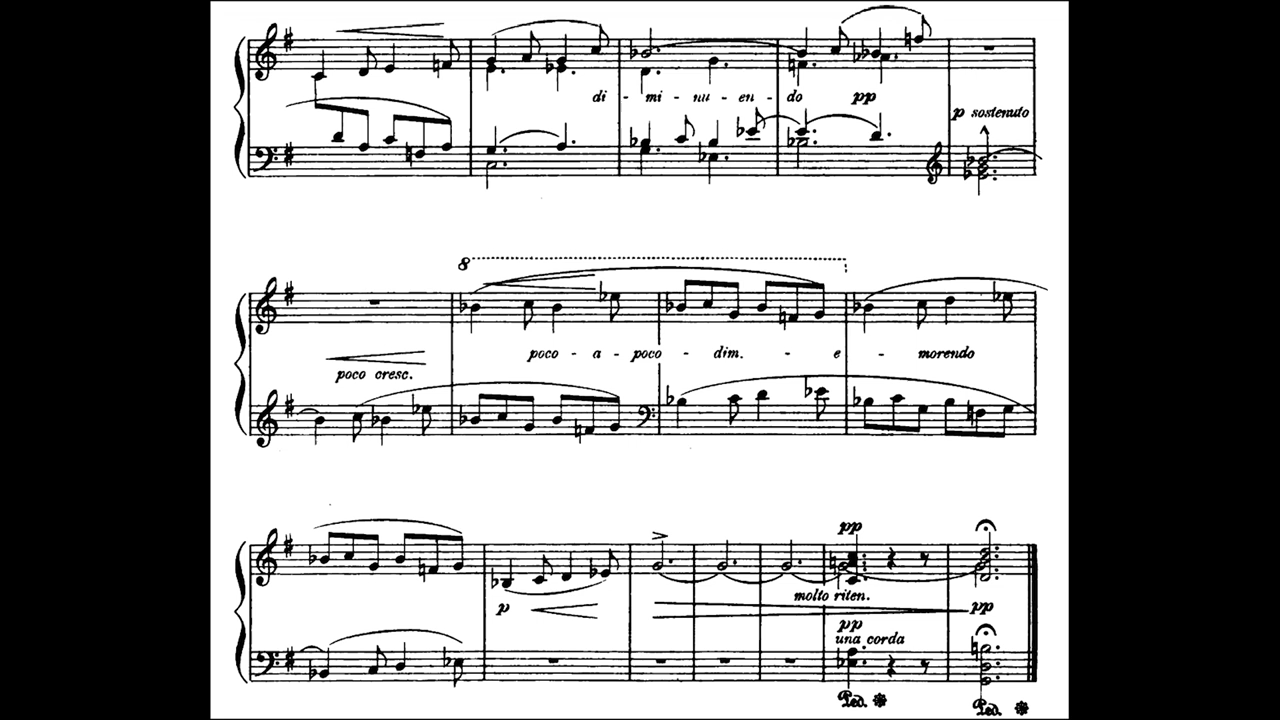 di - mi - nu - en - do pp
p sostenuto
8
poco - a - poco - dim. - e - morendo
poco cresc.
pp
p
molto riten.
pp
pp
una corda
Ped.
Ped.